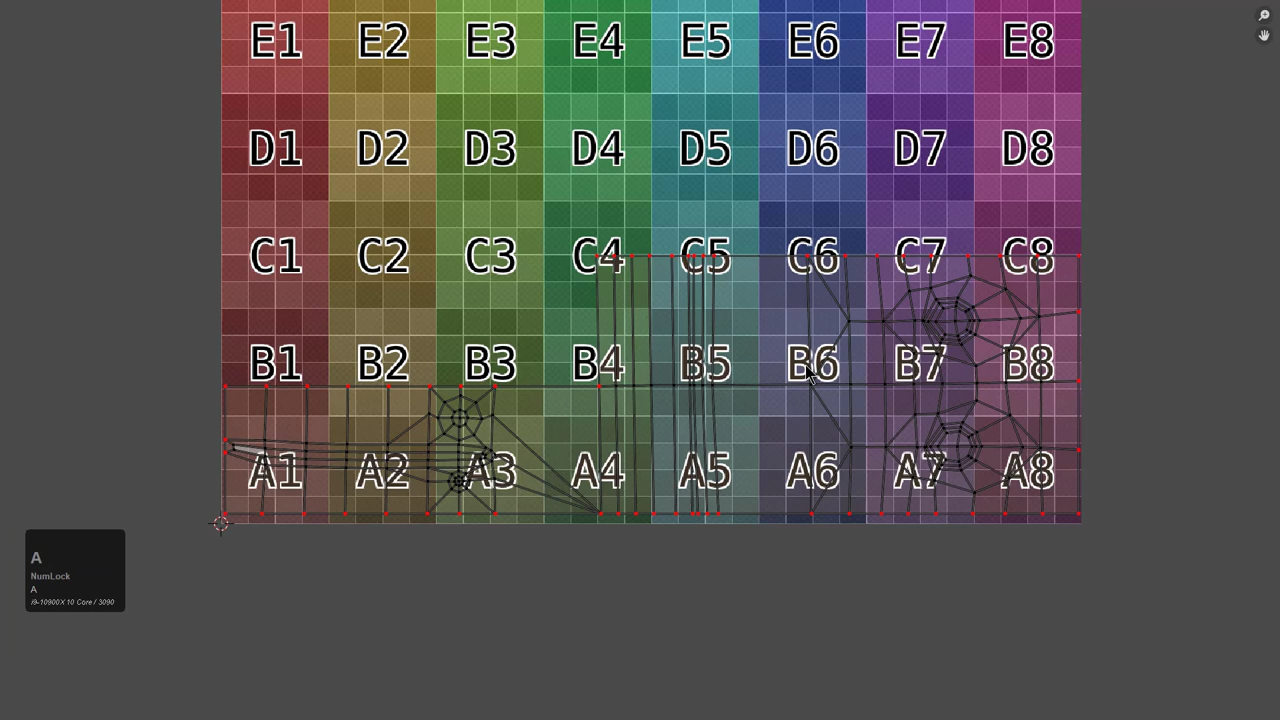 E1 E2 E3 E4 E5 E6 E7 E8
D1 D2 D3 D4 D5 D6 D7 D8
C1 C2 C3 C4 C5 C6 C7 C8
B1 B2 B3 B4 B5 B6 B7 B8
A1 A2 A3 A4 A5 A6 A7 A8
A
NumLock
A
i9-10900X 10 Core / 3090